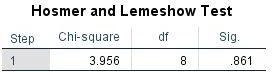 Hosmer and Lemeshow Test
Step Chi-square df Sig.
1 3.956 8 .861